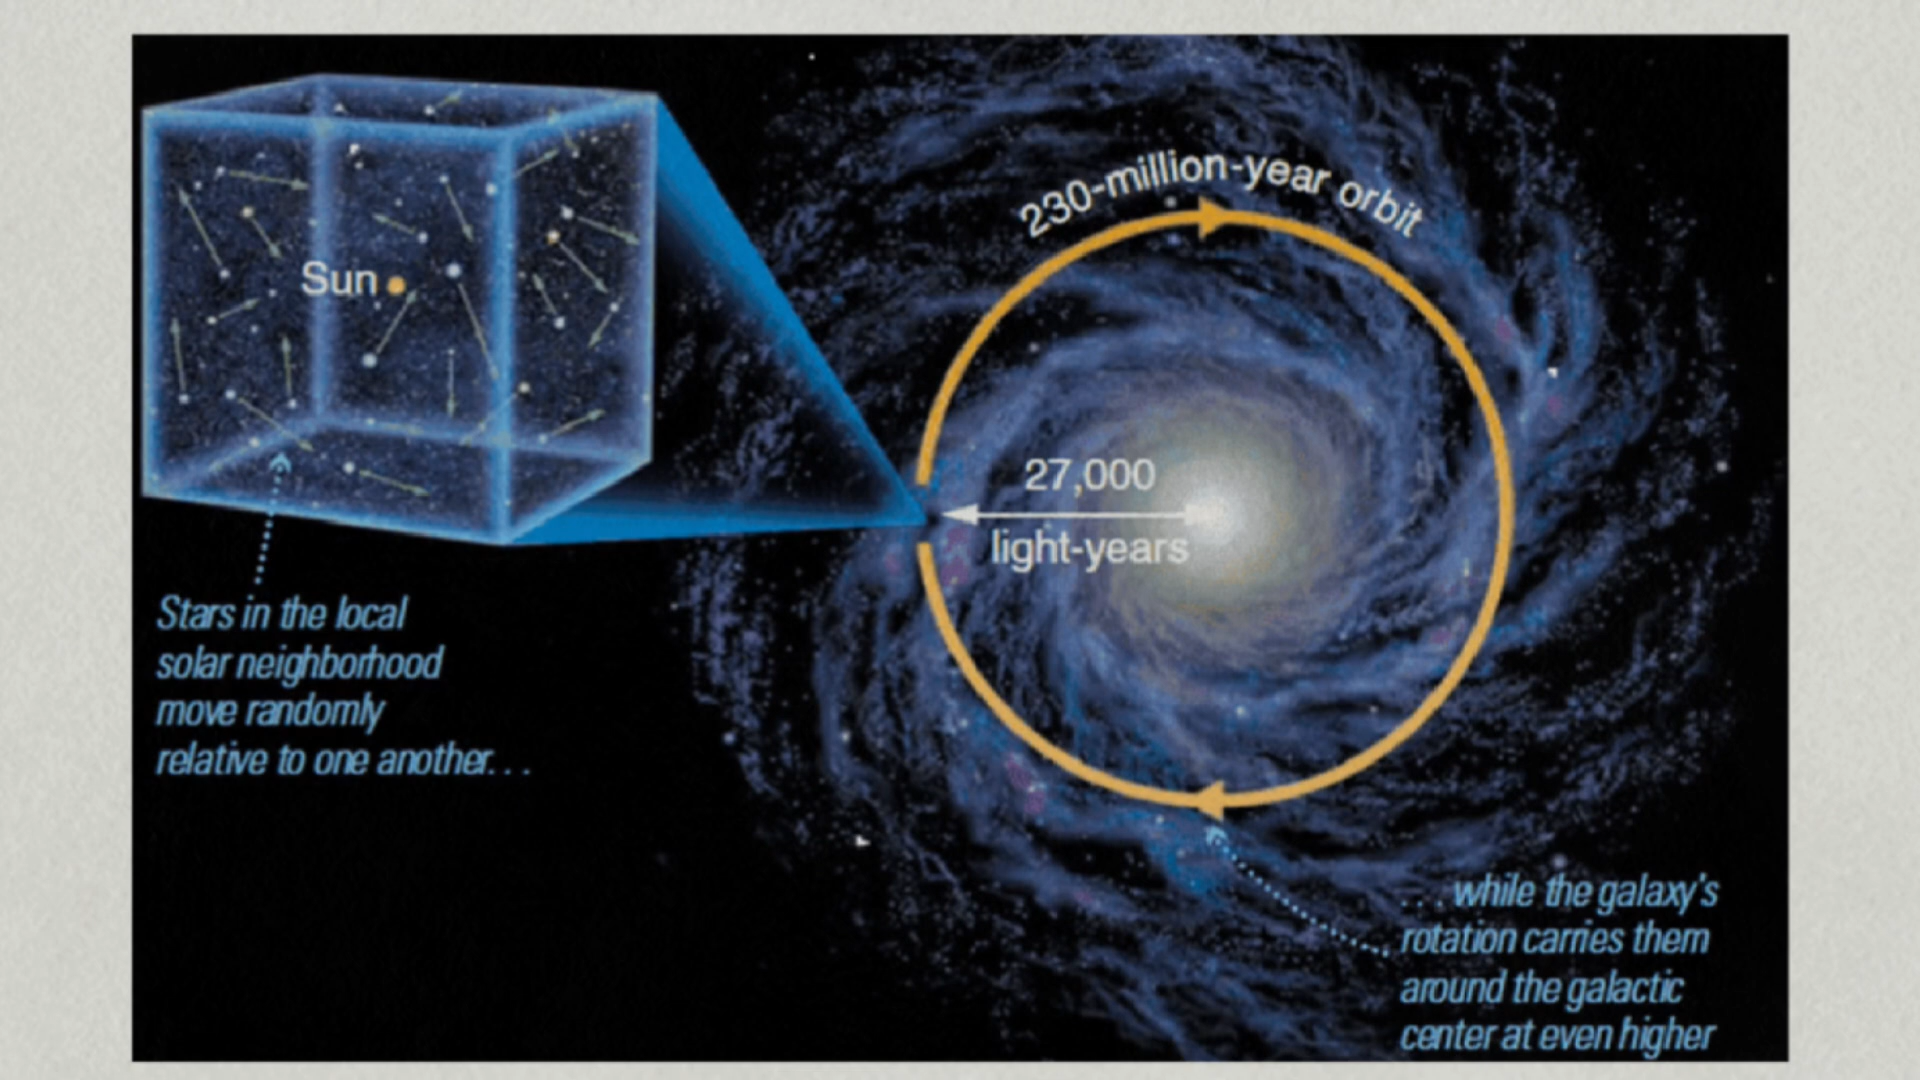 230-million-year orbit
Sun
27,000
light-years
Stars in the local
solar neighborhood
move randomly
relative to one another. . .
. . . while the galaxy's
rotation carries them
around the galactic
center at even higher